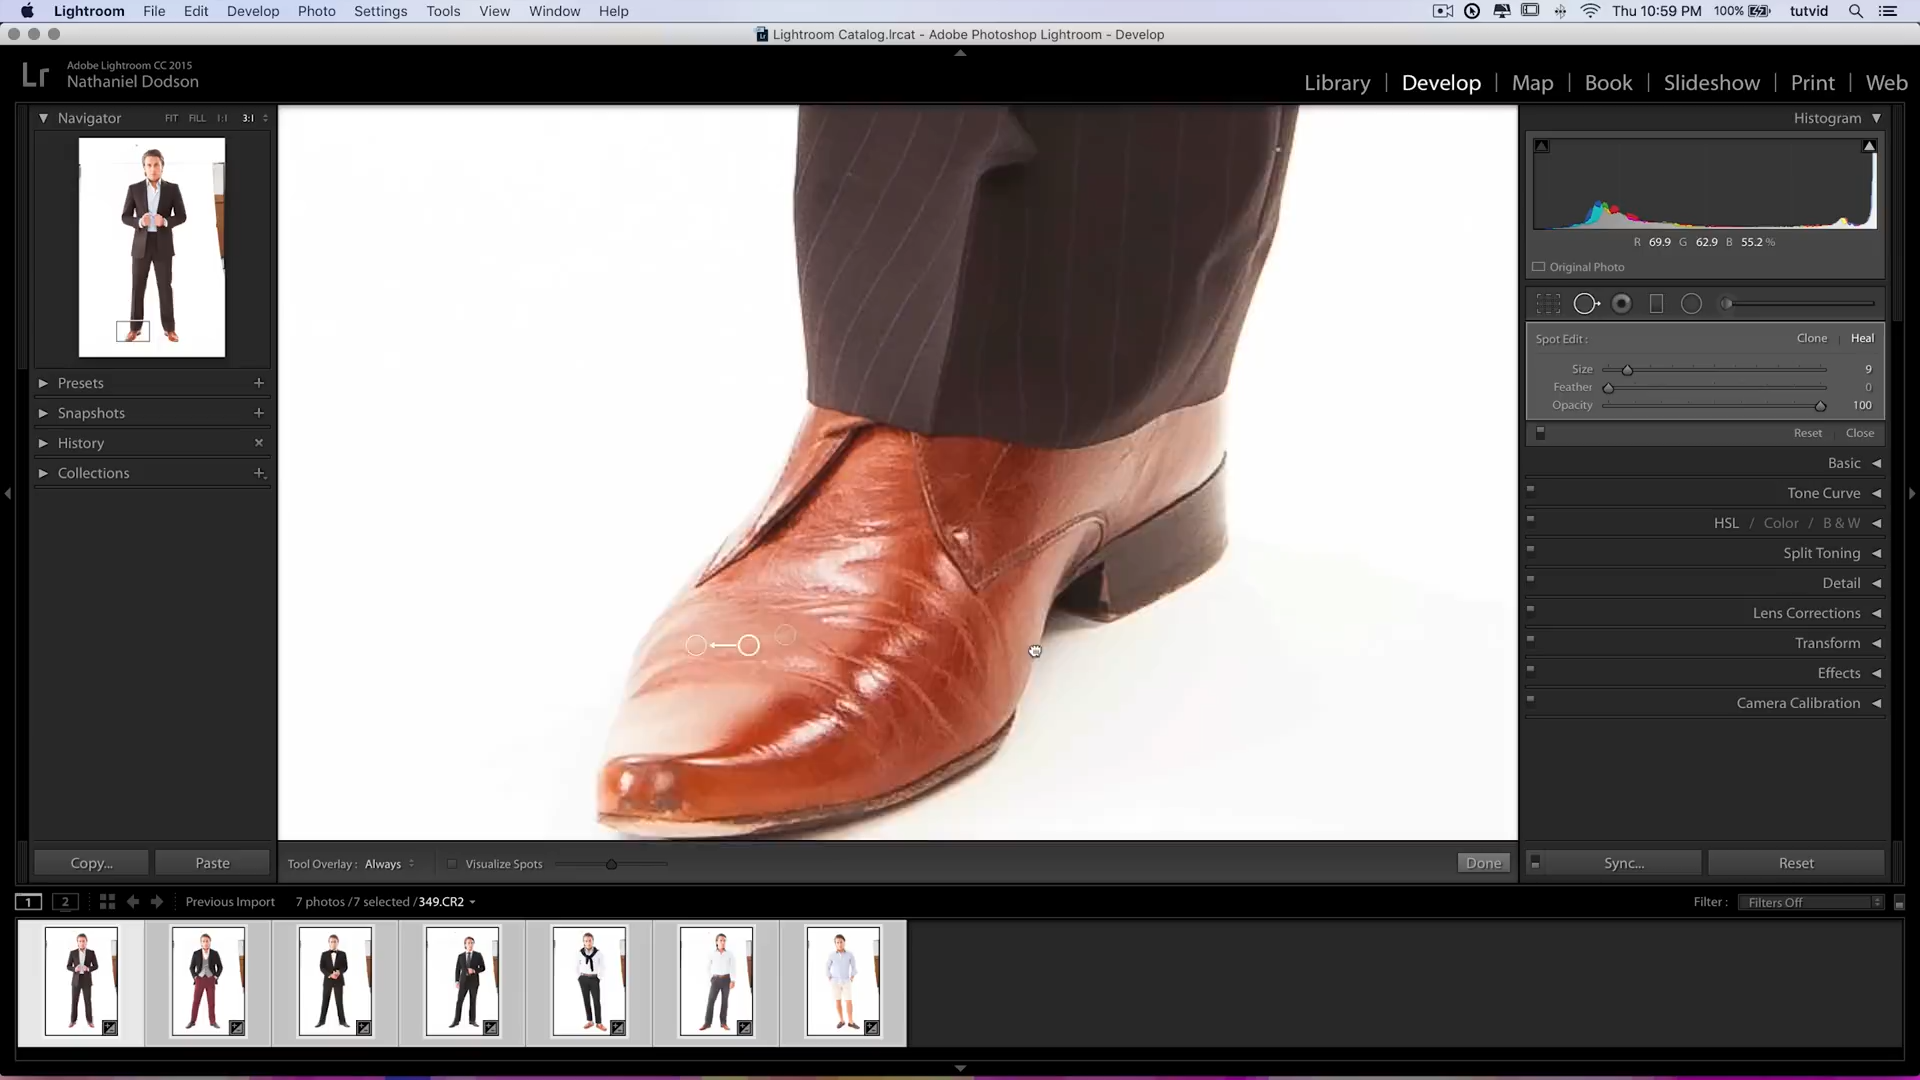 Lightroom File Edit Develop Photo Settings Tools View Window Help Thu 10:59 PM 100% tutvid
Lightroom Catalog.lrcat - Adobe Photoshop Lightroom - Develop
Lr Adobe Lightroom CC 2015
Nathaniel Dodson
Library | Develop | Map | Book | Slideshow | Print | Web
Navigator FIT FILL 1:1 3:1
Histogram
R 69.9 G 62.9 B 55.2 %
Original Photo
Spot Edit : Clone | Heal
Size 9
Feather 0
Opacity 100
Reset Close
Presets +
Snapshots +
History ×
Collections +
Basic
Tone Curve
HSL / Color / B & W
Split Toning
Detail
Lens Corrections
Transform
Effects
Camera Calibration
Copy... Paste Tool Overlay : Always Visualize Spots Done Sync... Reset
1 2 Previous Import 7 photos /7 selected /349.CR2 Filter : Filters Off